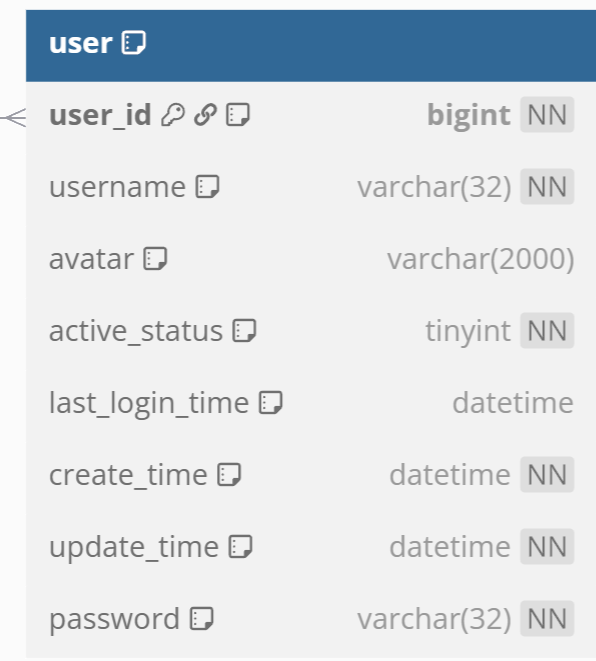 user
user_id bigint NN
username varchar(32) NN
avatar varchar(2000)
active_status tinyint NN
last_login_time datetime
create_time datetime NN
update_time datetime NN
password varchar(32) NN